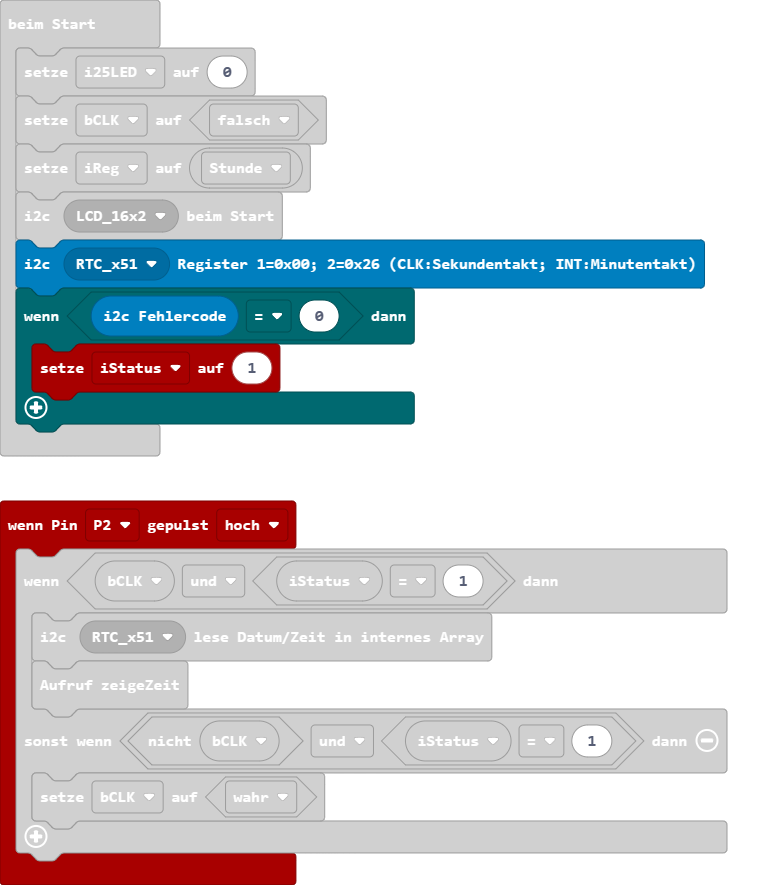 beim Start
setze i25LED auf 0
setze bCLK auf falsch
setze iReg auf Stunde
i2c LCD_16x2 beim Start
i2c RTC_x51 Register 1=0x00; 2=0x26 (CLK:Sekundentakt; INT:Minutentakt)
wenn i2c Fehlercode = 0 dann
setze iStatus auf 1
wenn Pin P2 gepulst hoch
wenn bCLK und iStatus = 1 dann
i2c RTC_x51 lese Datum/Zeit in internes Array
Aufruf zeigeZeit
sonst wenn nicht bCLK und iStatus = 1 dann
setze bCLK auf wahr